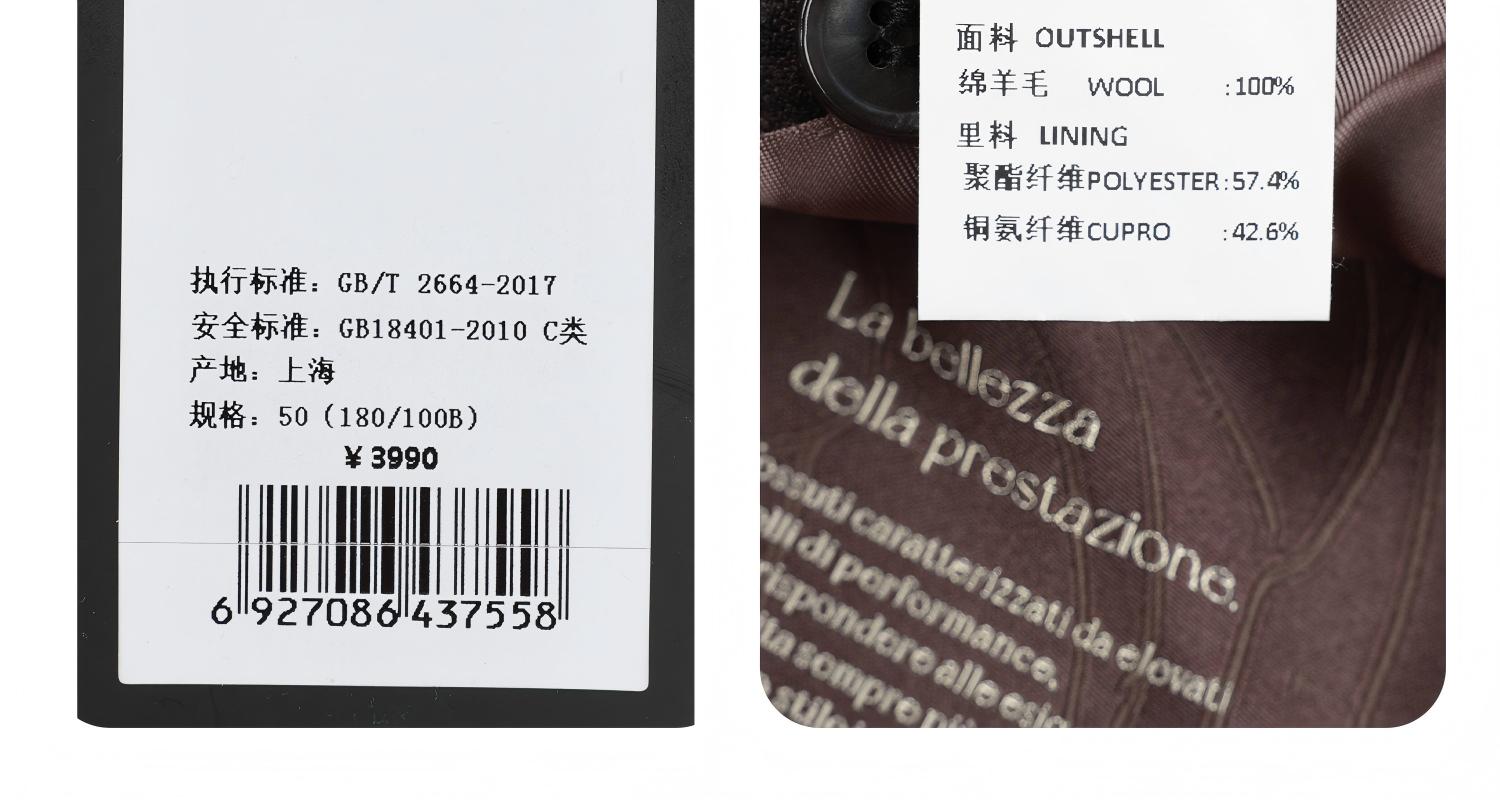 执行标准：GB/T 2664-2017
安全标准：GB18401-2010 C类
产地：上海
规格：50（180/100B）
¥3990
6 927086 437558
面料 OUTSHELL
绵羊毛 WOOL :100%
里料 LINING
聚酯纤维POLYESTER:57.4%
铜氨纤维CUPRO :42.6%
La bellezza
della prestazione.
caratterizzati da elevati
di performance.
rispondere alle
sempre più
stile